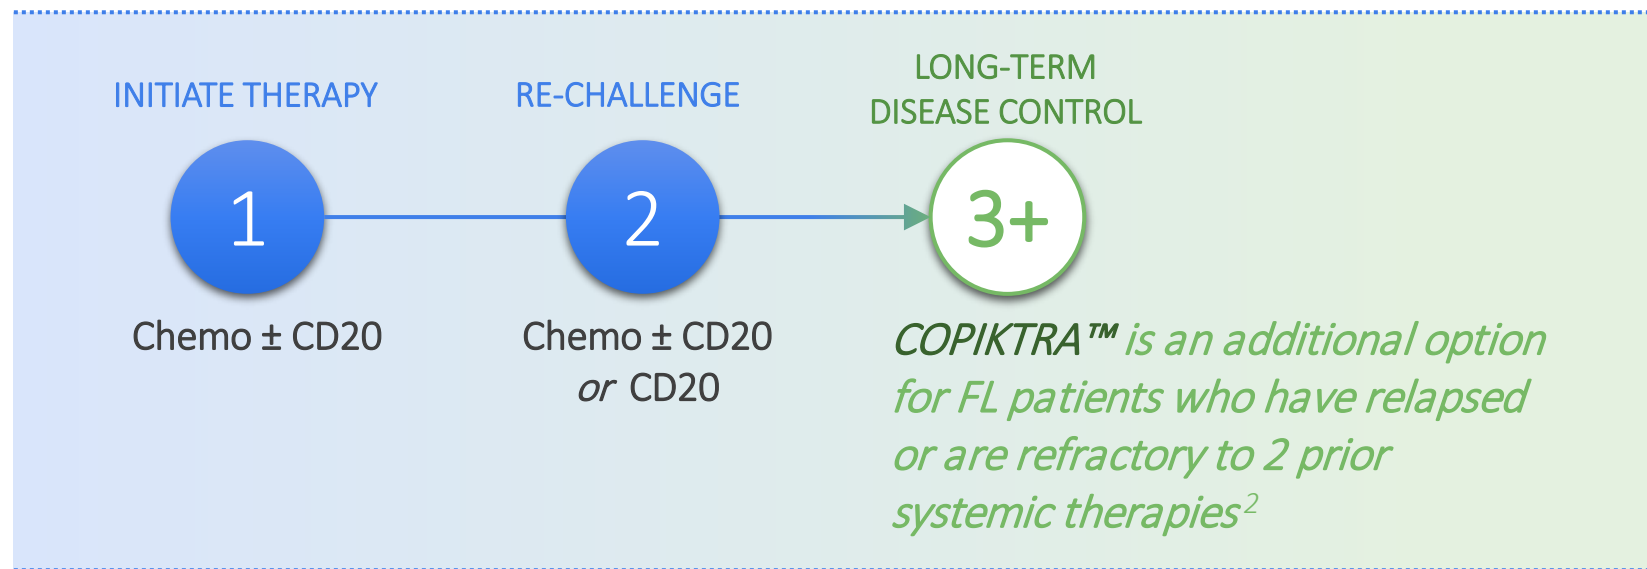 INITIATE THERAPY
RE-CHALLENGE
LONG-TERM
DISEASE CONTROL
1
2
3+
Chemo ± CD20
Chemo ± CD20
or CD20
COPIKTRA™ is an additional option
for FL patients who have relapsed
or are refractory to 2 prior
systemic therapies²